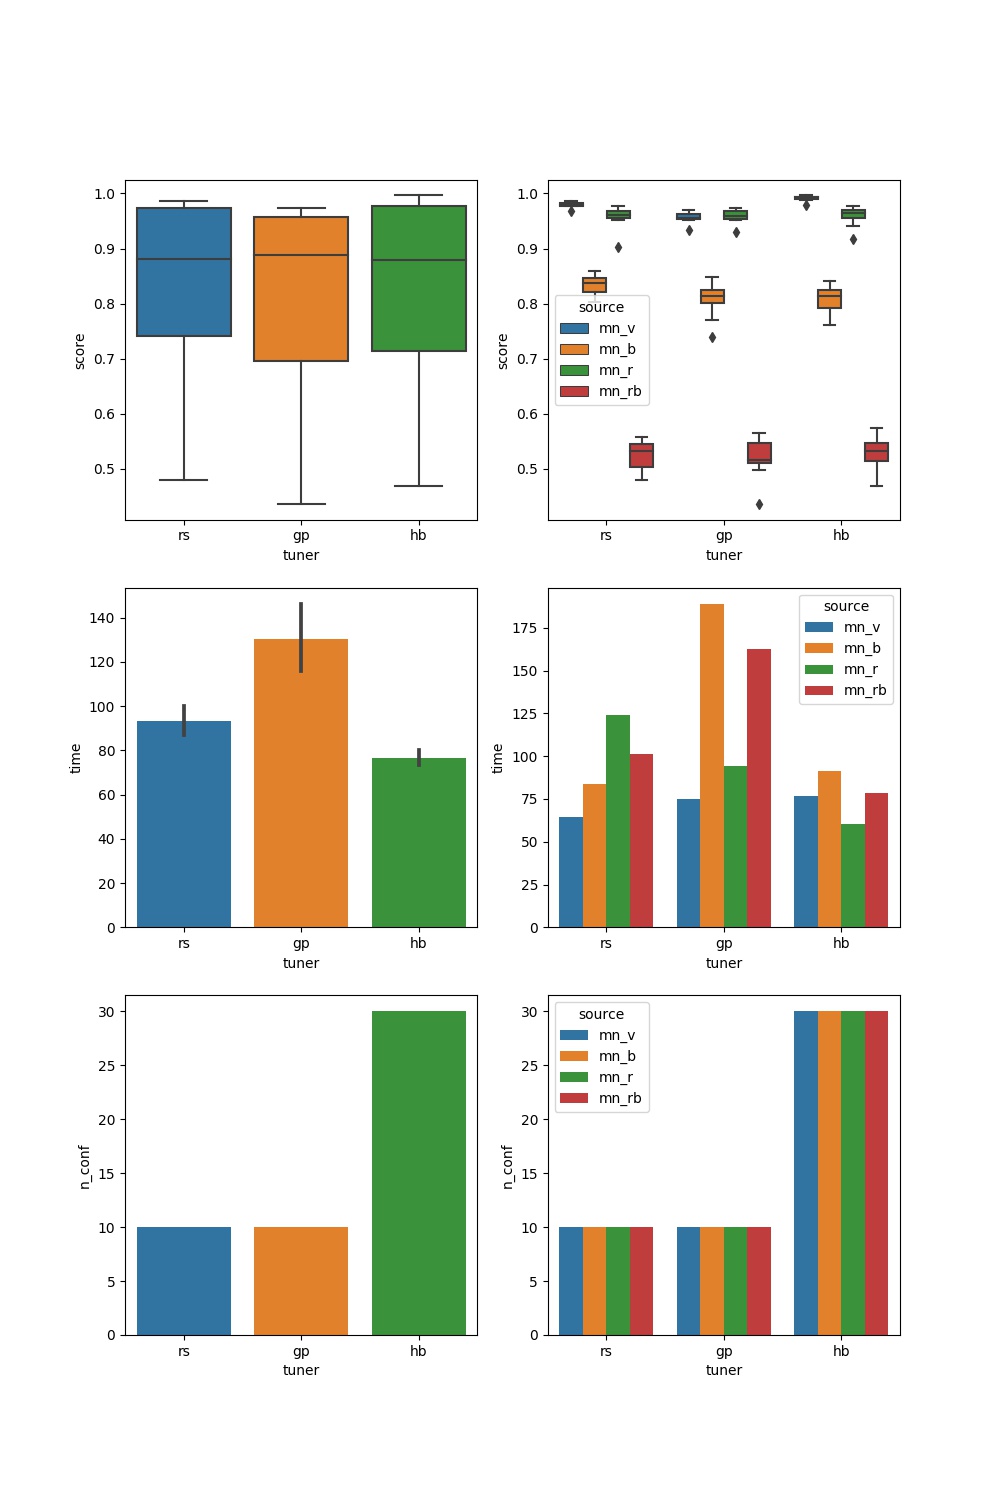 1.0
0.9
0.8
0.7
0.6
0.5
score
rs gp hb
tuner
1.0
0.9
0.8
0.7
0.6
0.5
score
source
mn_v
mn_b
mn_r
mn_rb
rs gp hb
tuner
140
120
100
80
60
40
20
0
time
rs gp hb
tuner
175
150
125
100
75
50
25
0
time
source
mn_v
mn_b
mn_r
mn_rb
rs gp hb
tuner
30
25
20
15
10
5
0
n_conf
rs gp hb
tuner
30
25
20
15
10
5
0
n_conf
source
mn_v
mn_b
mn_r
mn_rb
rs gp hb
tuner